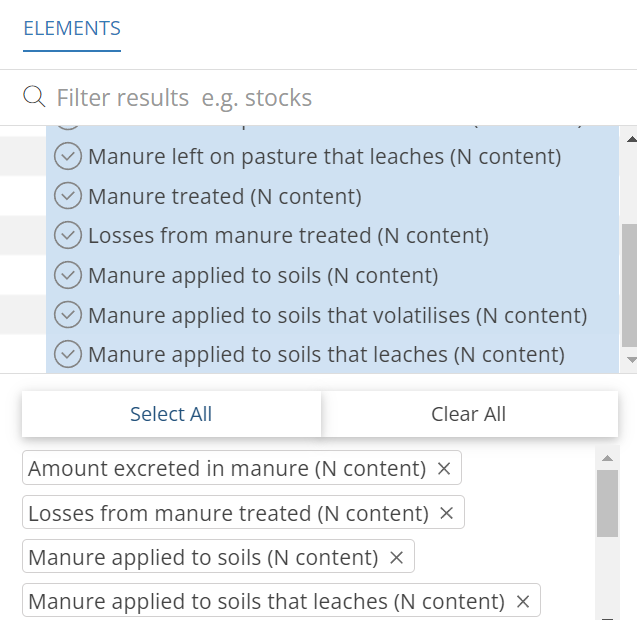 ELEMENTS
Filter results e.g. stocks
Manure left on pasture that leaches (N content)
Manure treated (N content)
Losses from manure treated (N content)
Manure applied to soils (N content)
Manure applied to soils that volatilises (N content)
Manure applied to soils that leaches (N content)
Select All
Clear All
Amount excreted in manure (N content) ×
Losses from manure treated (N content) ×
Manure applied to soils (N content) ×
Manure applied to soils that leaches (N content) ×